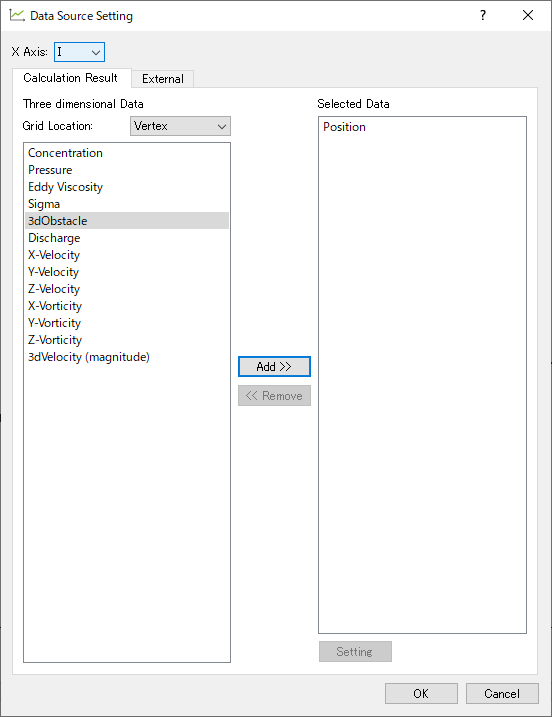 Data Source Setting
?
X Axis: I
Calculation Result
External
Three dimensional Data
Grid Location: Vertex
Concentration
Pressure
Eddy Viscosity
Sigma
3dObstacle
Discharge
X-Velocity
Y-Velocity
Z-Velocity
X-Vorticity
Y-Vorticity
Z-Vorticity
3dVelocity (magnitude)
Add >>
<< Remove
Selected Data
Position
Setting
OK
Cancel